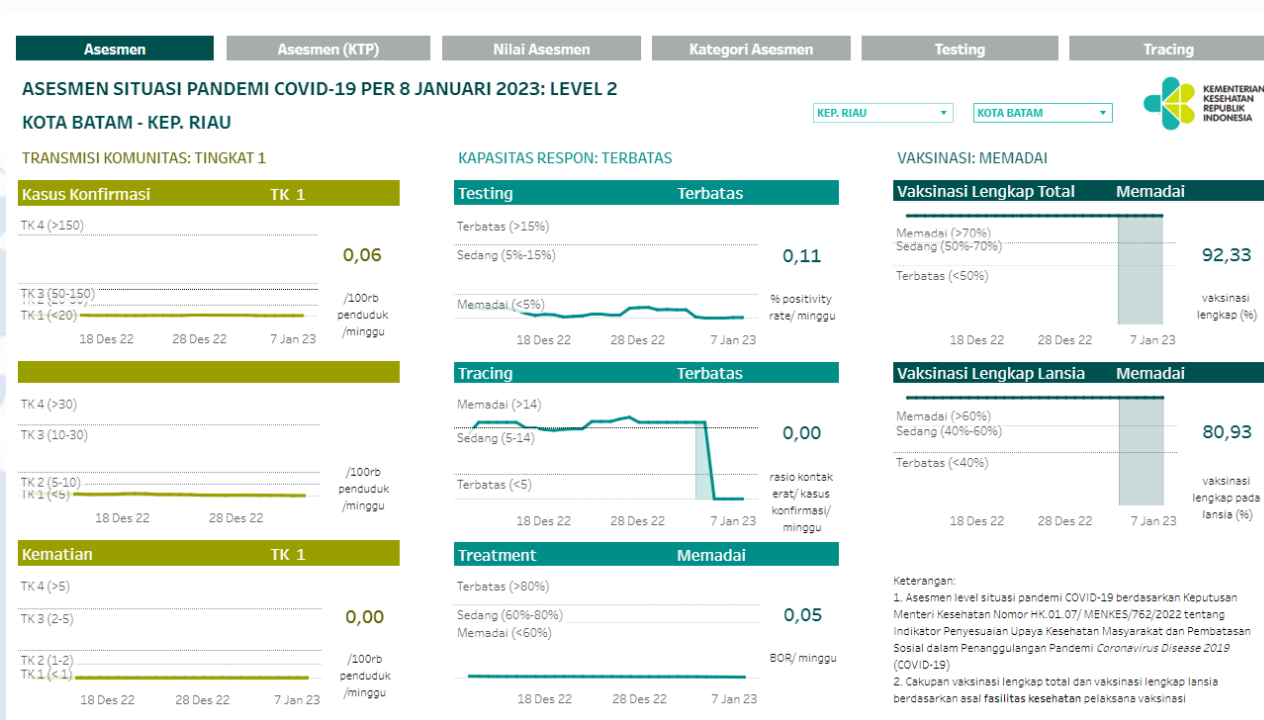 Asesmen
Asesmen (KTP)
Nilai Asesmen
Kategori Asesmen
Testing
Tracing
ASESMEN SITUASI PANDEMI COVID-19 PER 8 JANUARI 2023: LEVEL 2
KEMENTERIAN
KESEHATAN
REPUBLIK
INDONESIA
KEP. RIAU
KOTA BATAM
KOTA BATAM - KEP. RIAU
TRANSMISI KOMUNITAS: TINGKAT 1
Kasus Konfirmasi TK 1
TK 4 (>150)
0,06
TK 3 (50-150)
TK 1 (<20)
/100rb
penduduk
/minggu
18 Des 22 28 Des 22 7 Jan 23
TK 4 (>30)
TK 3 (10-30)
TK 2 (5-10)
TK 1 (<5)
/100rb
penduduk
/minggu
18 Des 22 28 Des 22
Kematian TK 1
TK 4 (>5)
TK 3 (2-5)
0,00
TK 2 (1-2)
TK 1 (< 1)
/100rb
penduduk
/minggu
18 Des 22 28 Des 22 7 Jan 23
KAPASITAS RESPON: TERBATAS
Testing Terbatas
Terbatas (>15%)
Sedang (5%-15%)
0,11
Memadai (<5%)
% positivity
rate/ minggu
18 Des 22 28 Des 22 7 Jan 23
Tracing Terbatas
Memadai (>14)
Sedang (5-14)
0,00
Terbatas (<5)
rasio kontak
erat/ kasus
konfirmasi/
minggu
18 Des 22 28 Des 22 7 Jan 23
Treatment Memadai
Terbatas (>80%)
Sedang (60%-80%)
Memadai (<60%)
0,05
BOR/ minggu
18 Des 22 28 Des 22 7 Jan 23
VAKSINASI: MEMADAI
Vaksinasi Lengkap Total Memadai
Memadai (>70%)
Sedang (50%-70%)
Terbatas (<50%)
92,33
vaksinasi
lengkap (%)
18 Des 22 28 Des 22 7 Jan 23
Vaksinasi Lengkap Lansia Memadai
Memadai (>60%)
Sedang (40%-60%)
Terbatas (<40%)
80,93
vaksinasi
lengkap pada
lansia (%)
18 Des 22 28 Des 22 7 Jan 23
Keterangan:
1. Asesmen level situasi pandemi COVID-19 berdasarkan Keputusan
Menteri Kesehatan Nomor HK.01.07/ MENKES/762/2022 tentang
Indikator Penyesuaian Upaya Kesehatan Masyarakat dan Pembatasan
Sosial dalam Penanggulangan Pandemi Coronavirus Disease 2019
(COVID-19)
2. Cakupan vaksinasi lengkap total dan vaksinasi lengkap lansia
berdasarkan asal fasilitas kesehatan pelaksana vaksinasi